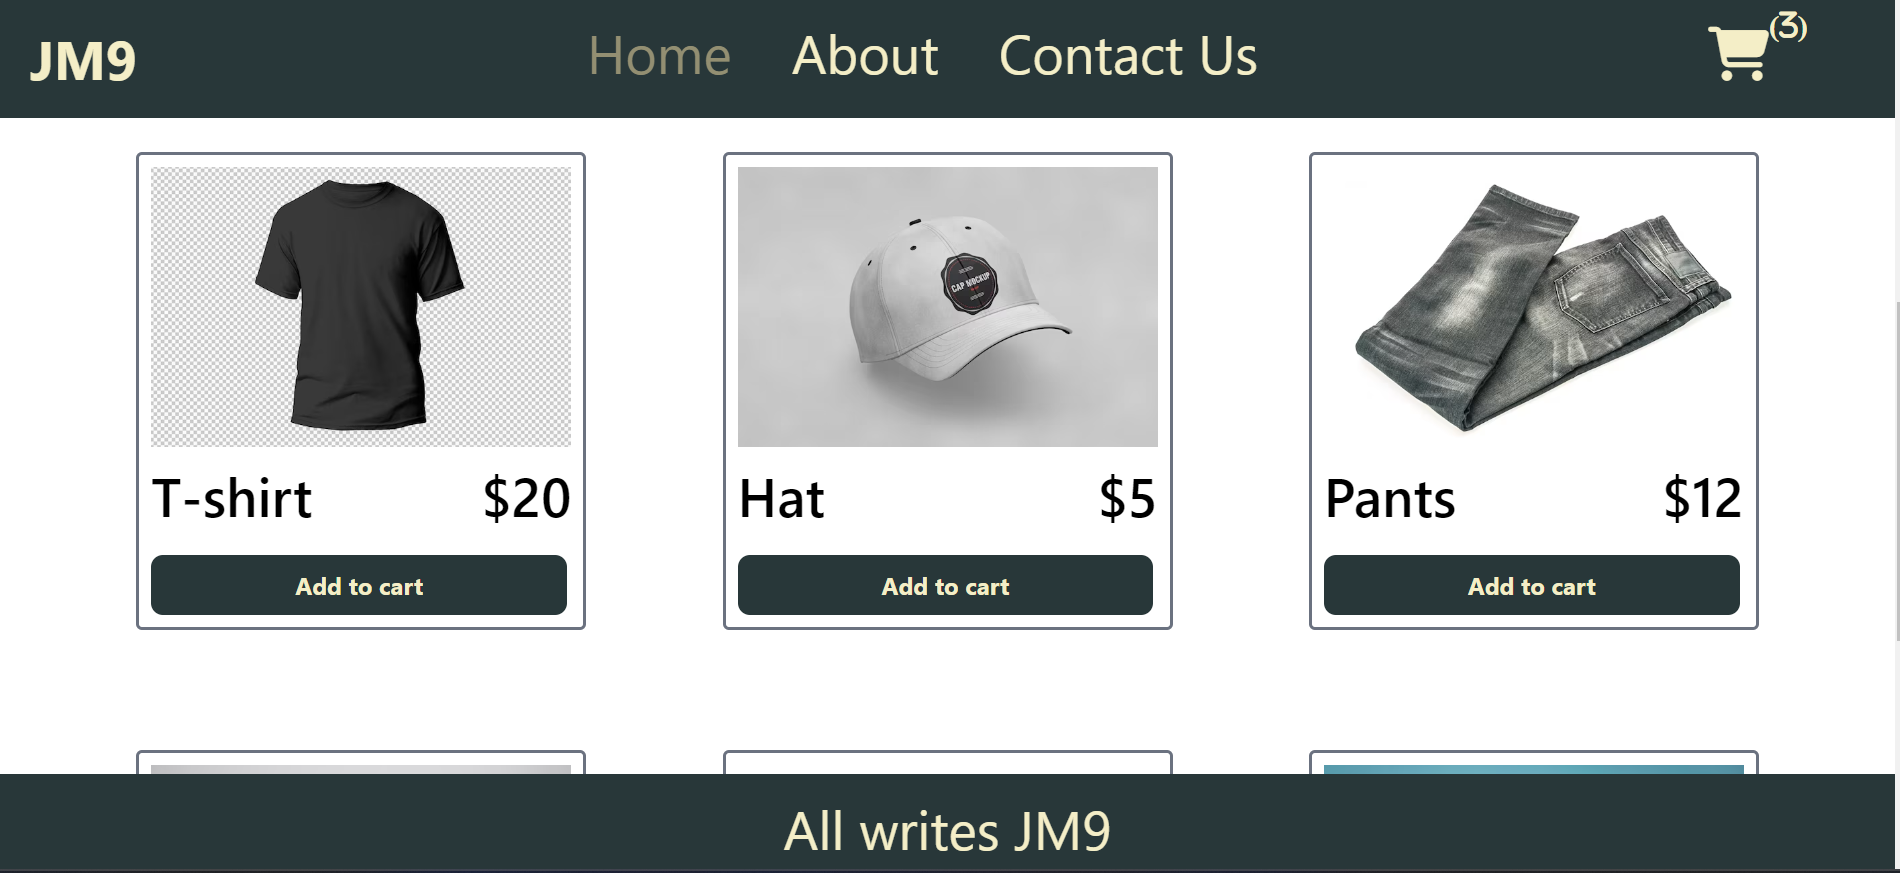 JM9
Home About Contact Us
(3)
CAP MOCKUP
T-shirt $20
Hat $5
Pants $12
Add to cart
Add to cart
Add to cart
All writes JM9